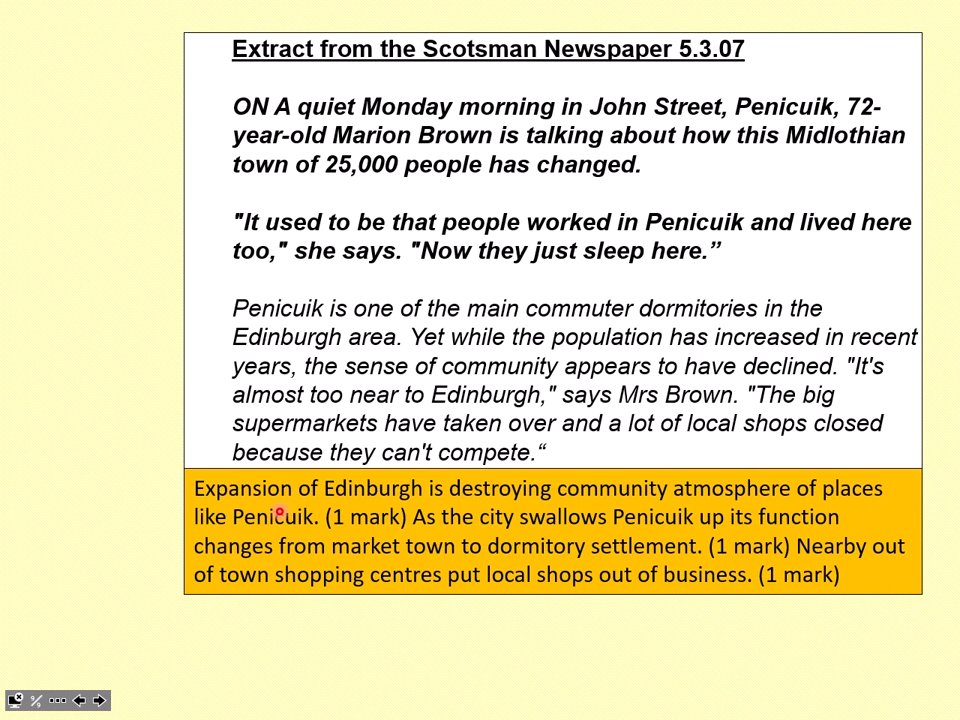 Extract from the Scotsman Newspaper 5.3.07
ON A quiet Monday morning in John Street, Penicuik, 72-
year-old Marion Brown is talking about how this Midlothian
town of 25,000 people has changed.
"It used to be that people worked in Penicuik and lived here
too," she says. "Now they just sleep here.”
Penicuik is one of the main commuter dormitories in the
Edinburgh area. Yet while the population has increased in recent
years, the sense of community appears to have declined. "It's
almost too near to Edinburgh," says Mrs Brown. "The big
supermarkets have taken over and a lot of local shops closed
because they can't compete.“
Expansion of Edinburgh is destroying community atmosphere of places
like Penicuik. (1 mark) As the city swallows Penicuik up its function
changes from market town to dormitory settlement. (1 mark) Nearby out
of town shopping centres put local shops out of business. (1 mark)